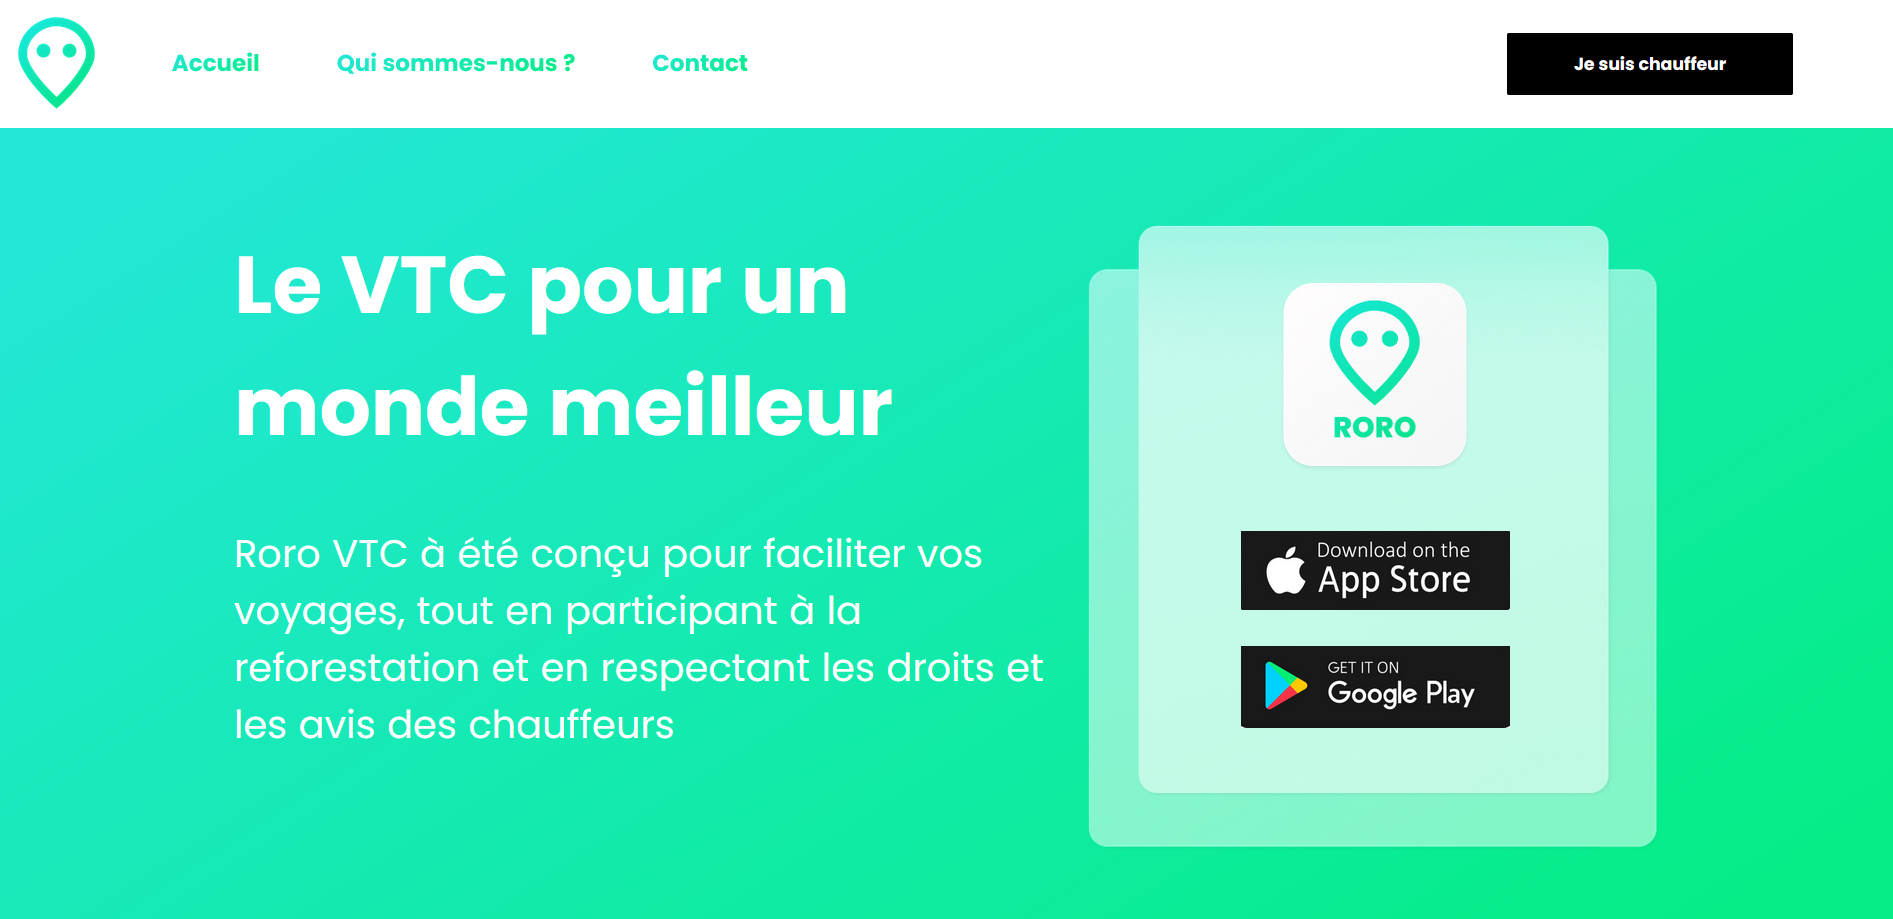 Accueil
Qui sommes-nous ?
Contact
Je suis chauffeur
Le VTC pour un
monde meilleur
Roro VTC à été conçu pour faciliter vos
voyages, tout en participant à la
reforestation et en respectant les droits et
les avis des chauffeurs
RORO
Download on the
App Store
GET IT ON
Google Play